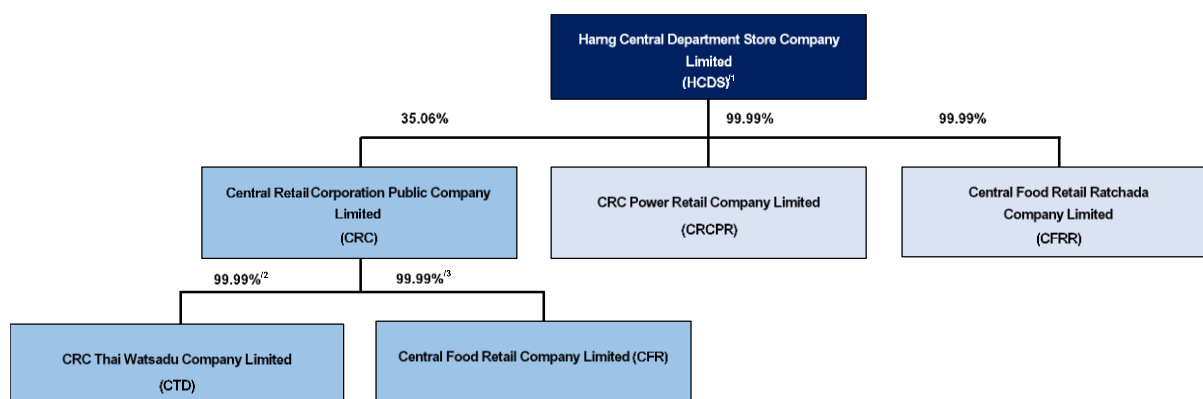 Harng Central Department Store Company
Limited
(HCDS)/1
35.06%
99.99%
99.99%
Central Retail Corporation Public Company
Limited
(CRC)
CRC Power Retail Company Limited
(CRCPR)
Central Food Retail Ratchada
Company Limited
(CFRR)
99.99%/2
99.99%/3
CRC Thai Watsadu Company Limited
(CTD)
Central Food Retail Company Limited (CFR)